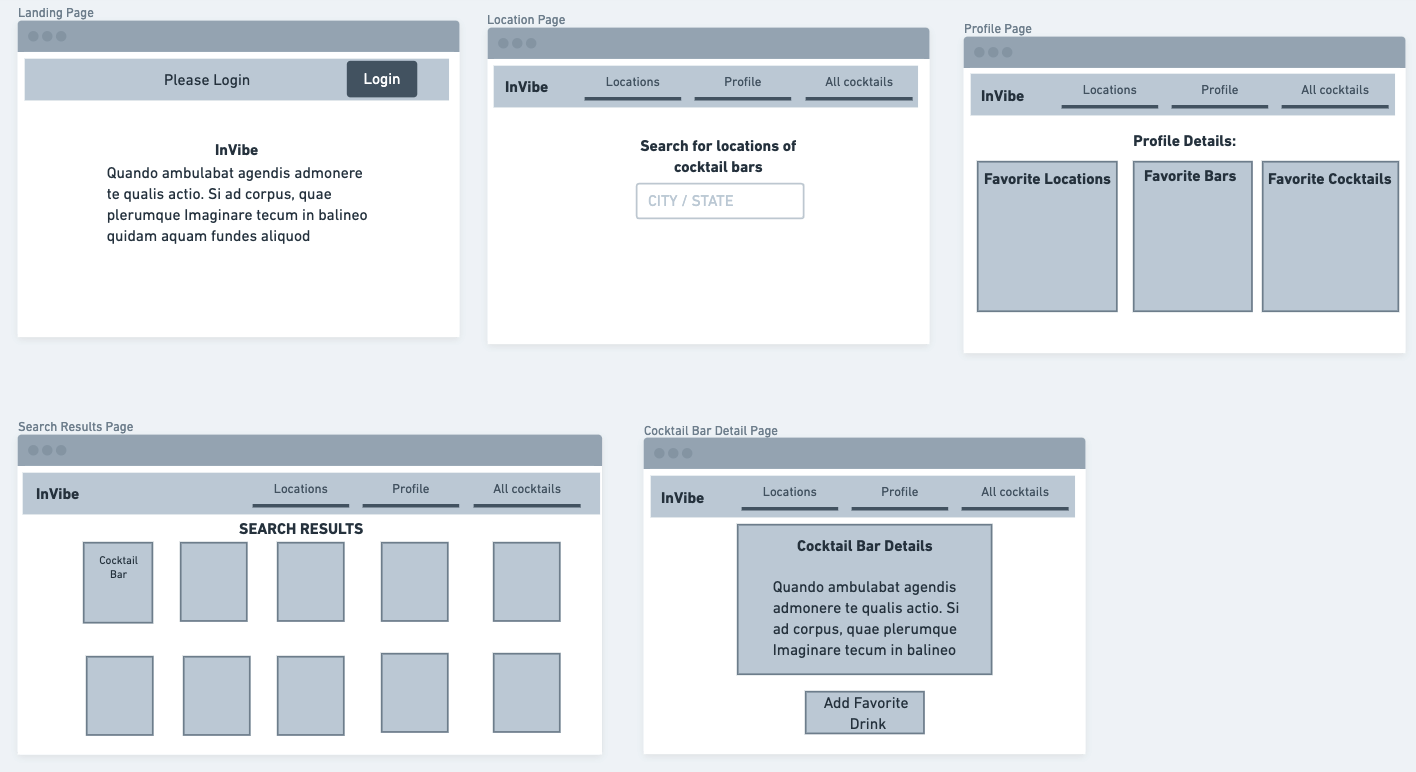 Landing Page
Please Login
Login
InVibe
Quando ambulabat agendis admonere
te qualis actio. Si ad corpus, quae
plerumque Imaginare tecum in balineo
quidam aquam fundes aliquod
Location Page
InVibe
Locations
Profile
All cocktails
Search for locations of
cocktail bars
CITY / STATE
Profile Page
InVibe
Locations
Profile
All cocktails
Profile Details:
Favorite Locations
Favorite Bars
Favorite Cocktails
Search Results Page
InVibe
Locations
Profile
All cocktails
SEARCH RESULTS
Cocktail
Bar
Cocktail Bar Detail Page
InVibe
Locations
Profile
All cocktails
Cocktail Bar Details
Quando ambulabat agendis
admonere te qualis actio. Si
ad corpus, quae plerumque
Imaginare tecum in balineo
Add Favorite
Drink